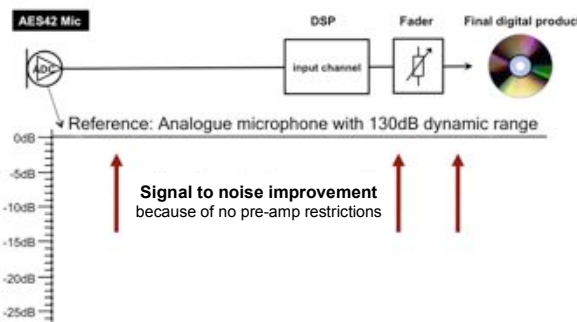 AES42 Mic
DSP
Fader
Final digital product
ADC
input channel
Reference: Analogue microphone with 130dB dynamic range
0dB
-5dB
-10dB
-15dB
-20dB
-25dB
Signal to noise improvement
because of no pre-amp restrictions